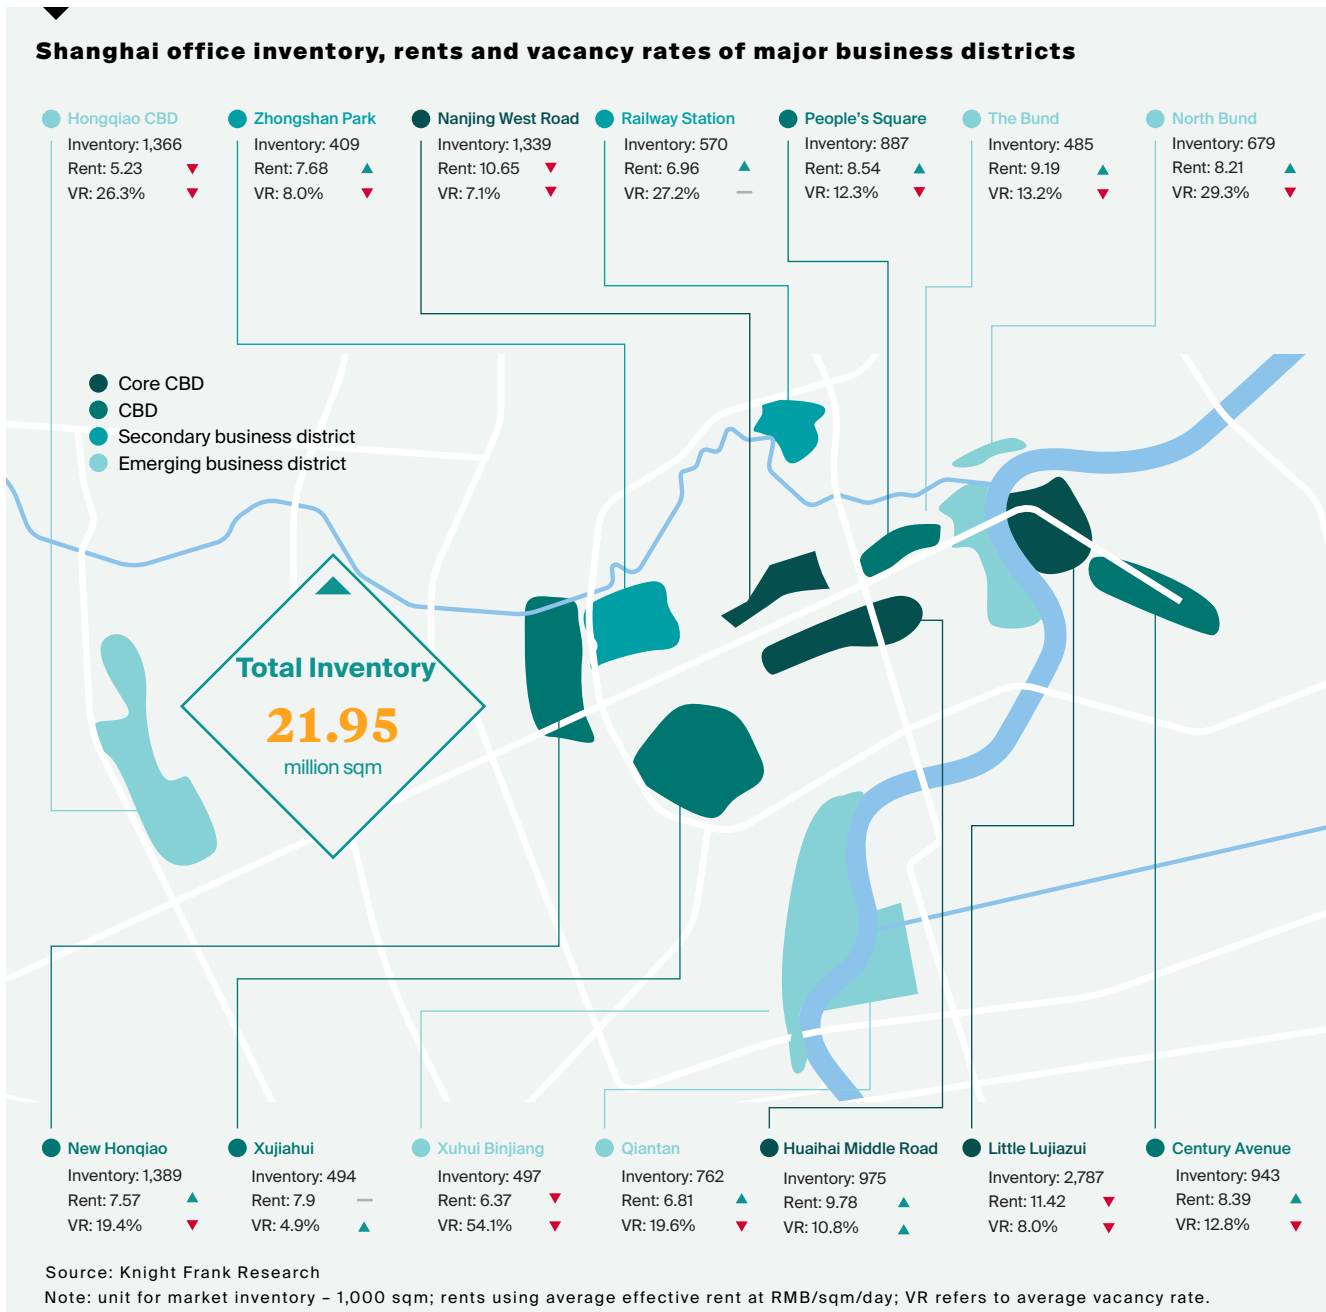 Shanghai office inventory, rents and vacancy rates of major business districts
Hongqiao CBD
Inventory: 1,366
Rent: 5.23
VR: 26.3%
Zhongshan Park
Inventory: 409
Rent: 7.68
VR: 8.0%
Nanjing West Road
Inventory: 1,339
Rent: 10.65
VR: 7.1%
Railway Station
Inventory: 570
Rent: 6.96
VR: 27.2%
People's Square
Inventory: 887
Rent: 8.54
VR: 12.3%
The Bund
Inventory: 485
Rent: 9.19
VR: 13.2%
North Bund
Inventory: 679
Rent: 8.21
VR: 29.3%
Core CBD
CBD
Secondary business district
Emerging business district
Total Inventory
21.95
million sqm
New Honqiao
Inventory: 1,389
Rent: 7.57
VR: 19.4%
Xujiahui
Inventory: 494
Rent: 7.9
VR: 4.9%
Xuhui Binjiang
Inventory: 497
Rent: 6.37
VR: 54.1%
Qiantan
Inventory: 762
Rent: 6.81
VR: 19.6%
Huaihai Middle Road
Inventory: 975
Rent: 9.78
VR: 10.8%
Little Lujiazui
Inventory: 2,787
Rent: 11.42
VR: 8.0%
Century Avenue
Inventory: 943
Rent: 8.39
VR: 12.8%
Source: Knight Frank Research
Note: unit for market inventory – 1,000 sqm; rents using average effective rent at RMB/sqm/day; VR refers to average vacancy rate.